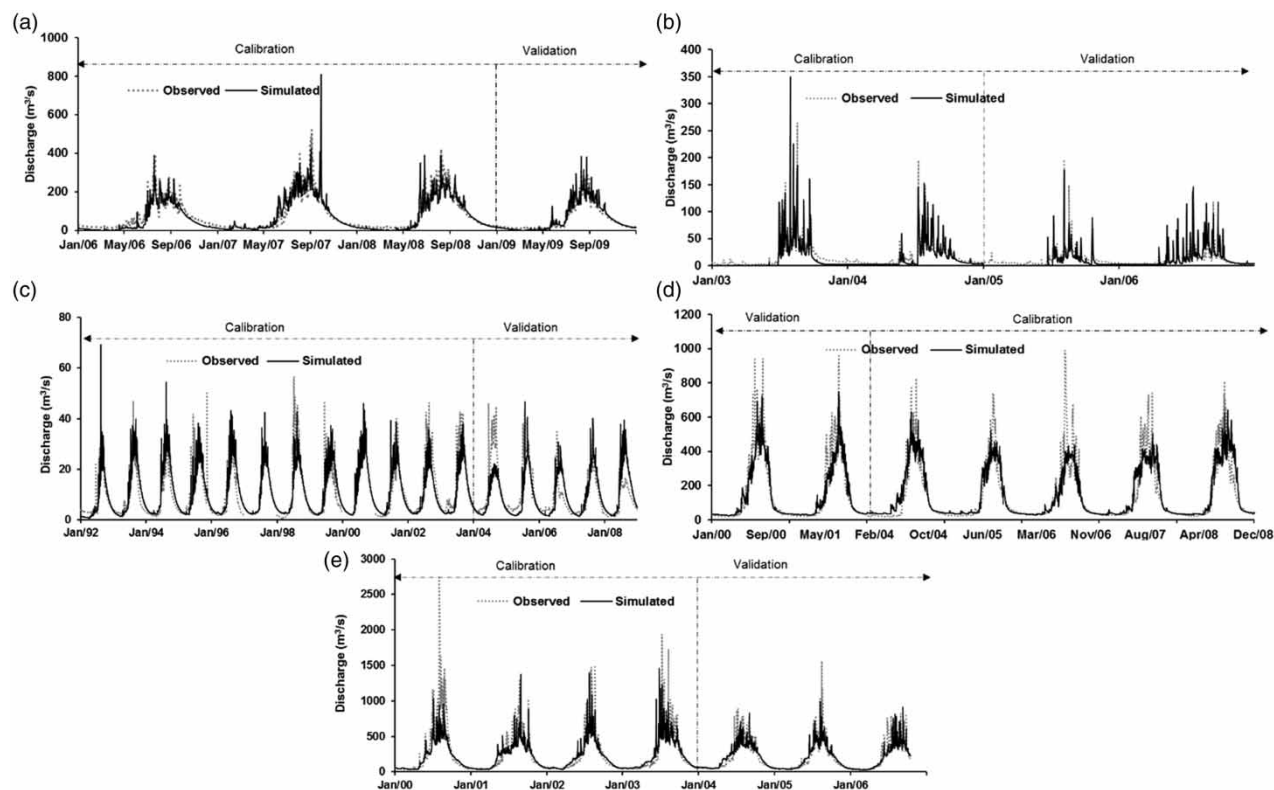 (a)
1000
800
600
400
200
0
Discharge (m³/s)
Calibration
Validation
Observed
Simulated
Jan/06 May/06 Sep/06 Jan/07 May/07 Sep/07 Jan/08 May/08 Sep/08 Jan/09 May/09 Sep/09
(b)
400
350
300
250
200
150
100
50
0
Discharge (m³/s)
Calibration
Validation
Observed
Simulated
Jan/03 Jan/04 Jan/05 Jan/06
(c)
80
60
40
20
0
Discharge (m³/s)
Calibration
Validation
Observed
Simulated
Jan/92 Jan/94 Jan/96 Jan/98 Jan/00 Jan/02 Jan/04 Jan/06 Jan/08
(d)
1200
1000
800
600
400
200
0
Discharge (m³/s)
Validation
Calibration
Observed
Simulated
Jan/00 Sep/00 May/01 Feb/04 Oct/04 Jun/05 Mar/06 Nov/06 Aug/07 Apr/08 Dec/08
(e)
3000
2500
2000
1500
1000
500
0
Discharge (m³/s)
Calibration
Validation
Observed
Simulated
Jan/00 Jan/01 Jan/02 Jan/03 Jan/04 Jan/05 Jan/06